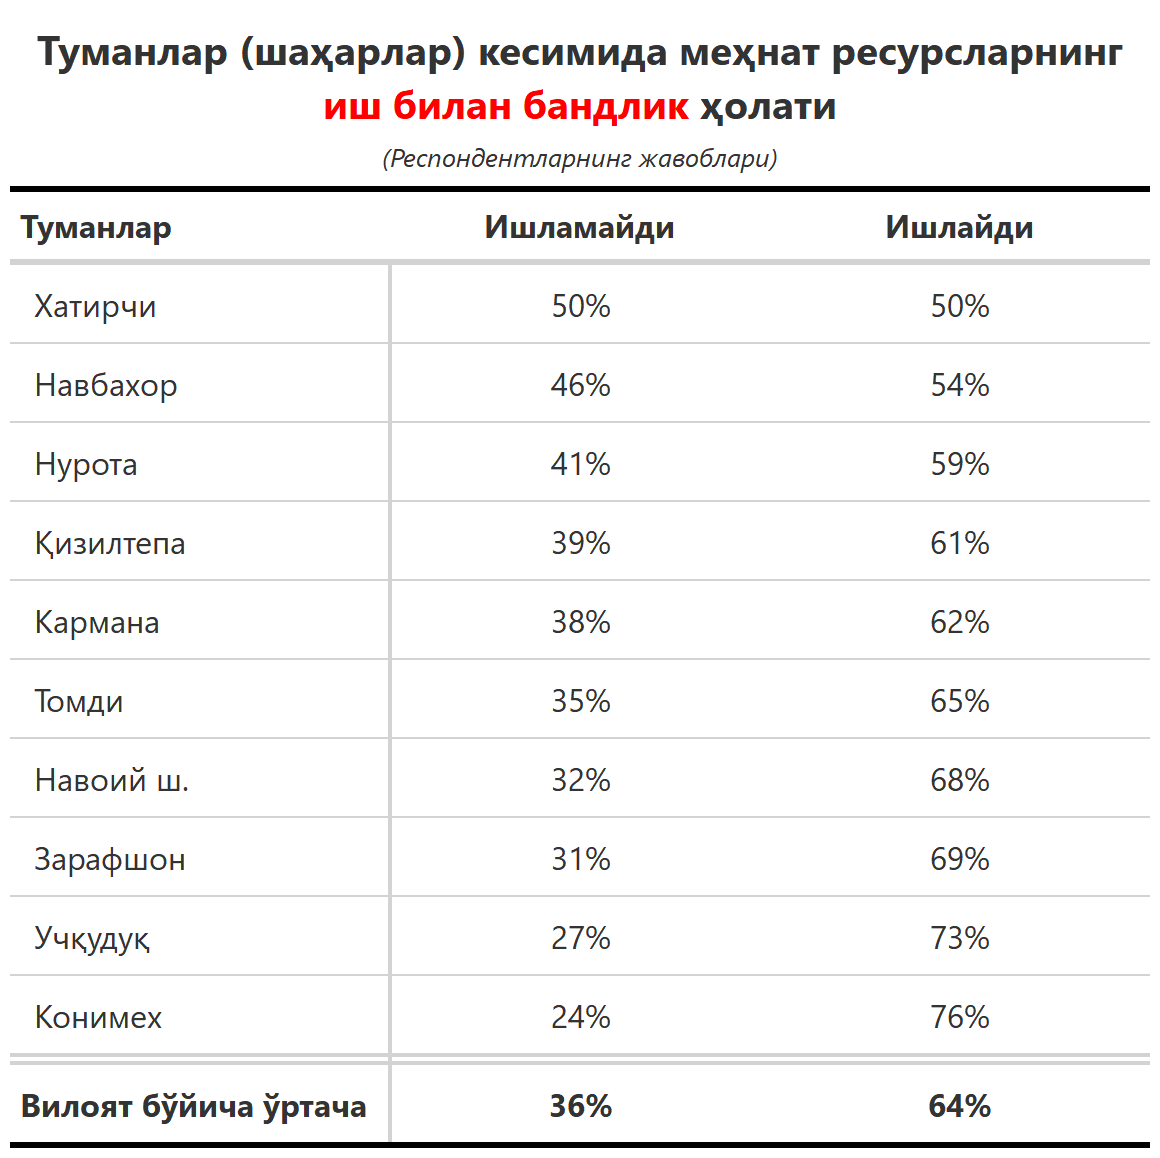 Туманлар (шаҳарлар) кесимида меҳнат ресурсларнинг
иш билан бандлик ҳолати
(Респондентларнинг жавоблари)
Туманлар Ишламайди Ишлайди
Хатирчи 50% 50%
Навбахор 46% 54%
Нурота 41% 59%
Қизилтепа 39% 61%
Кармана 38% 62%
Томди 35% 65%
Навоий ш. 32% 68%
Зарафшон 31% 69%
Учқудуқ 27% 73%
Конимех 24% 76%
Вилоят бўйича ўртача 36% 64%